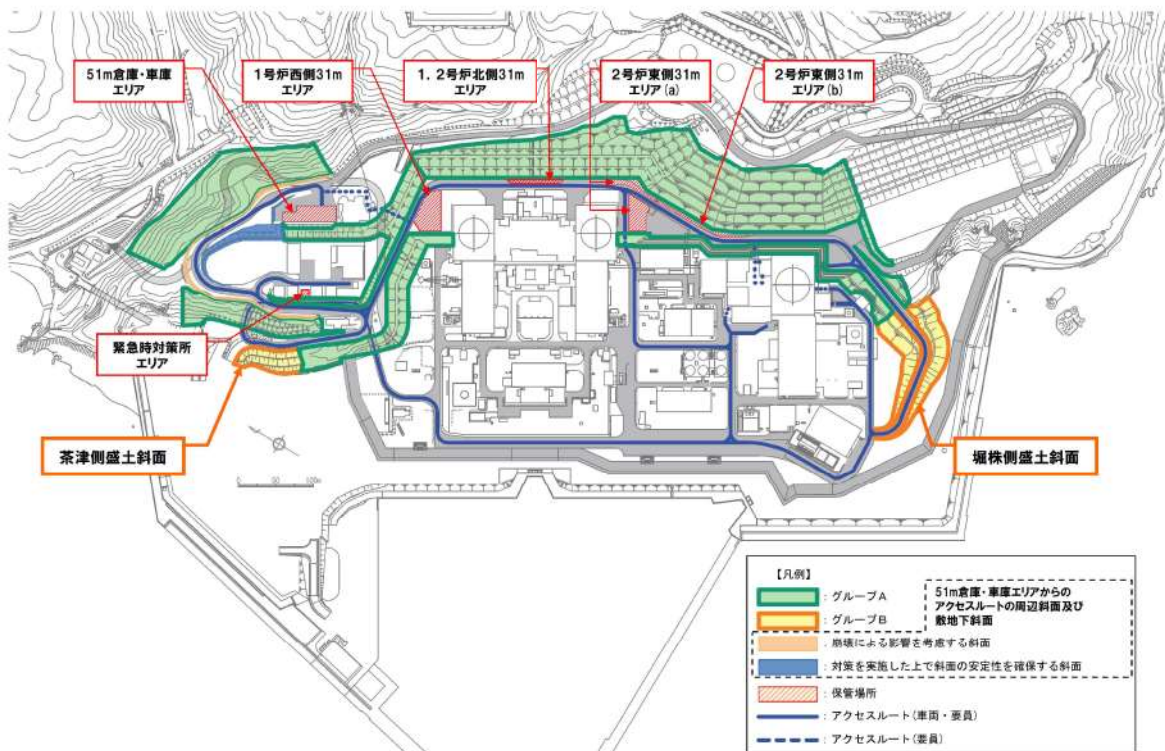 51m倉庫・車庫
エリア
1号炉西側31m
エリア
1．2号炉北側31m
エリア
2号炉東側31m
エリア(a)
2号炉東側31m
エリア(b)
緊急時対策所
エリア
茶津側盛土斜面
堀株側盛土斜面
【凡例】
：グループA
：グループB
51m倉庫・車庫エリアからの
アクセスルートの周辺斜面及び
敷地下斜面
：崩壊による影響を考慮する斜面
：対策を実施した上で斜面の安定性を確保する斜面
：保管場所
：アクセスルート(車両・要員)
：アクセスルート(要員)